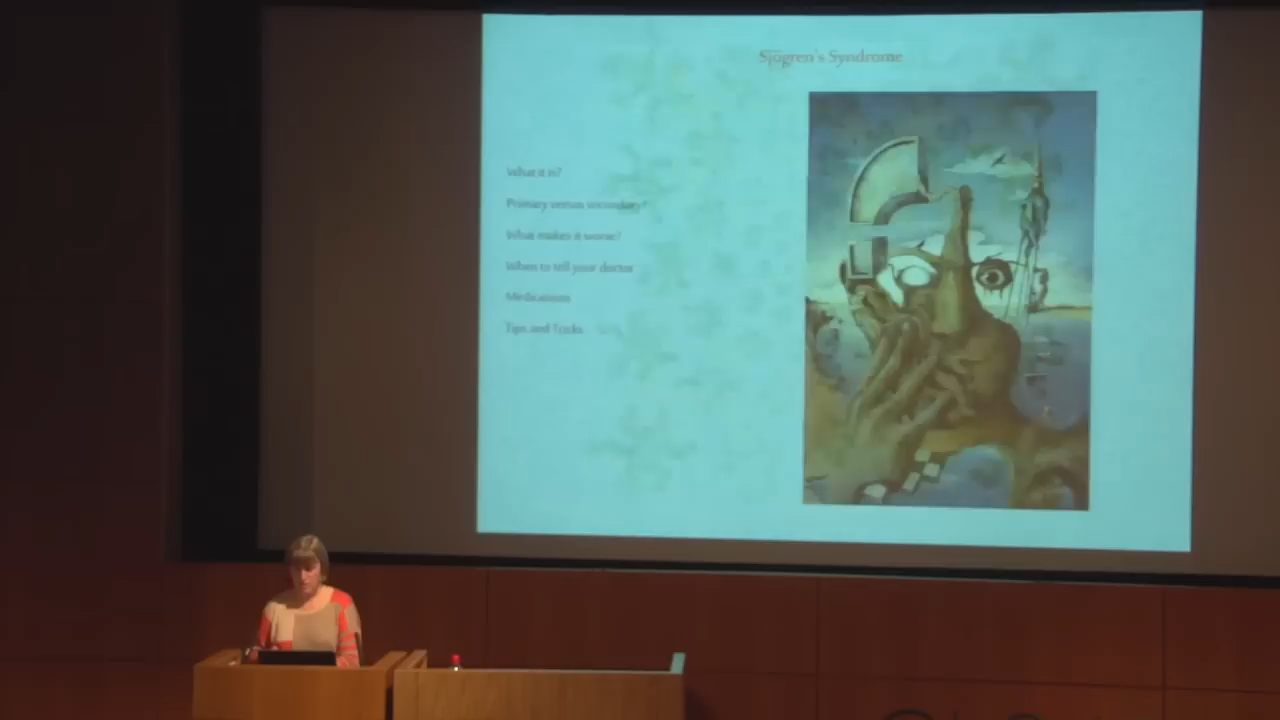 Sjögren's Syndrome
What it is?
Primary versus secondary?
What makes it worse?
When to tell your doctor
Medications
Tips and Tricks